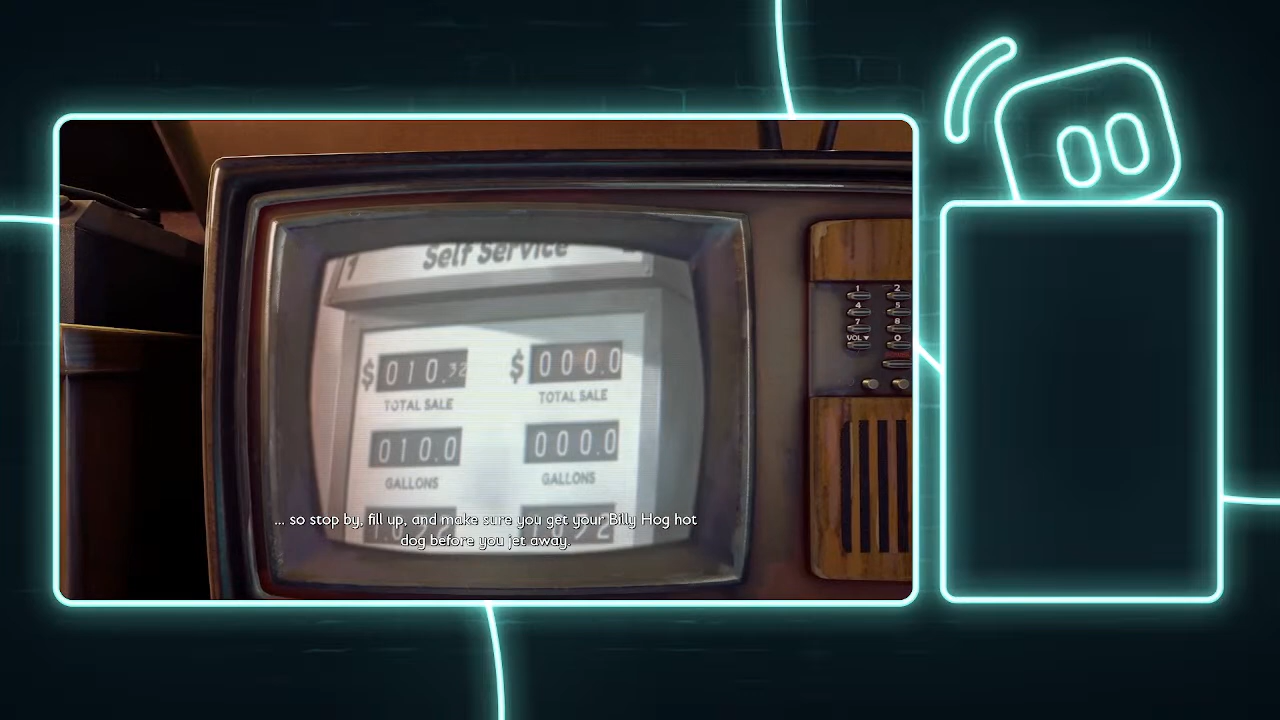 1
Self Service
$ 010.32 $ 000.0
TOTAL SALE TOTAL SALE
010.0 000.0
GALLONS GALLONS
1 2
4 5
7 8
VOL▼ 0
... so stop by, fill up, and make sure you get your Billy Hog hot
dog before you jet away.